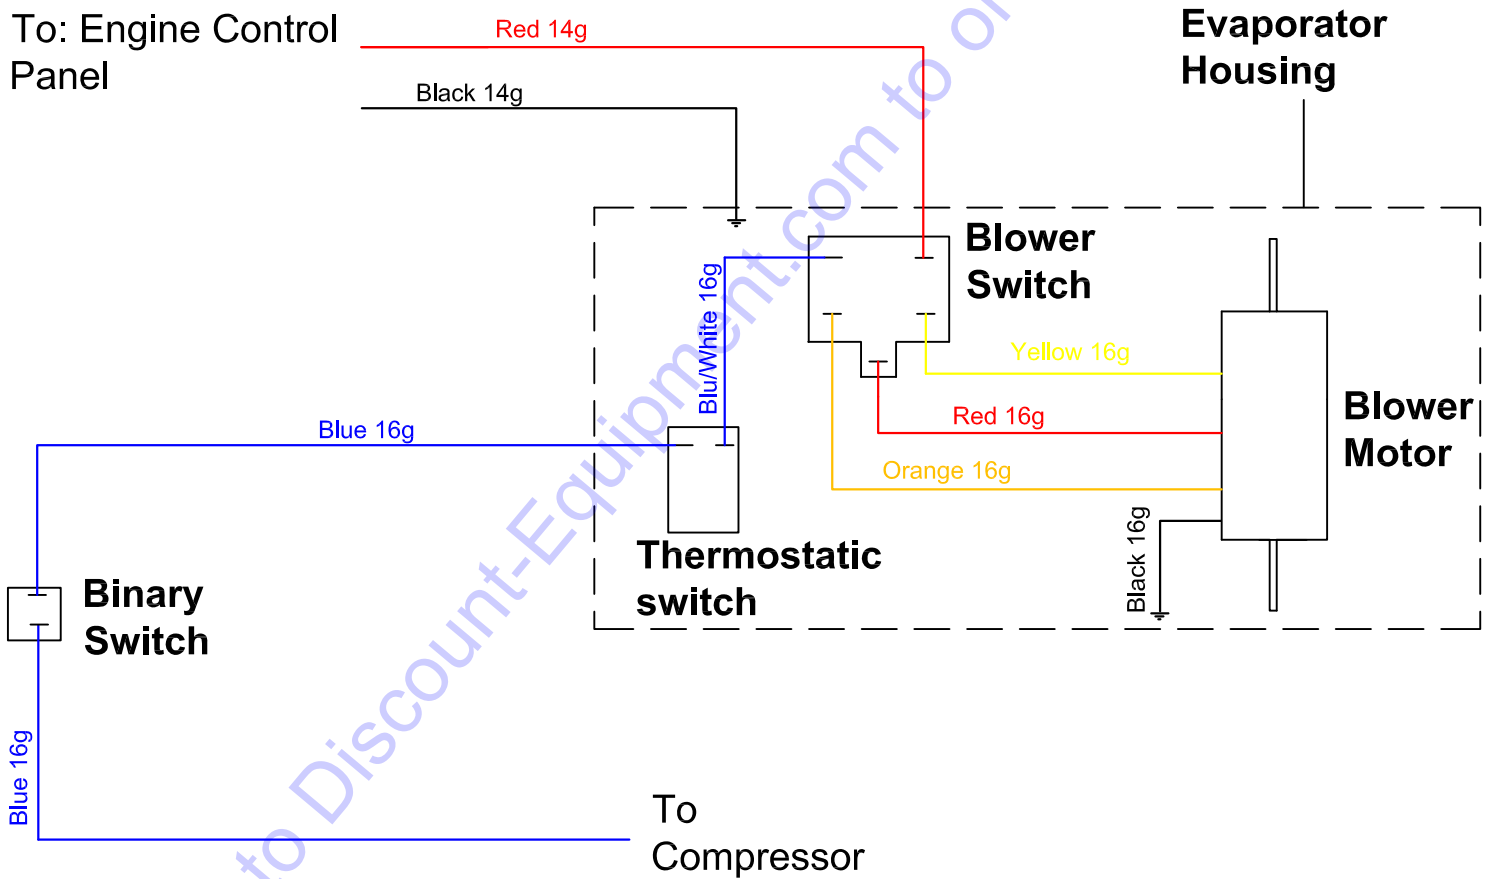 To: Engine Control
Panel
Red 14g
Black 14g
Evaporator
Housing
Blower
Switch
Blu/White 16g
Yellow 16g
Red 16g
Orange 16g
Blower
Motor
Black 16g
Blue 16g
Thermostatic
switch
Binary
Switch
Blue 16g
To
Compressor
to Discount-Equipment.com to or